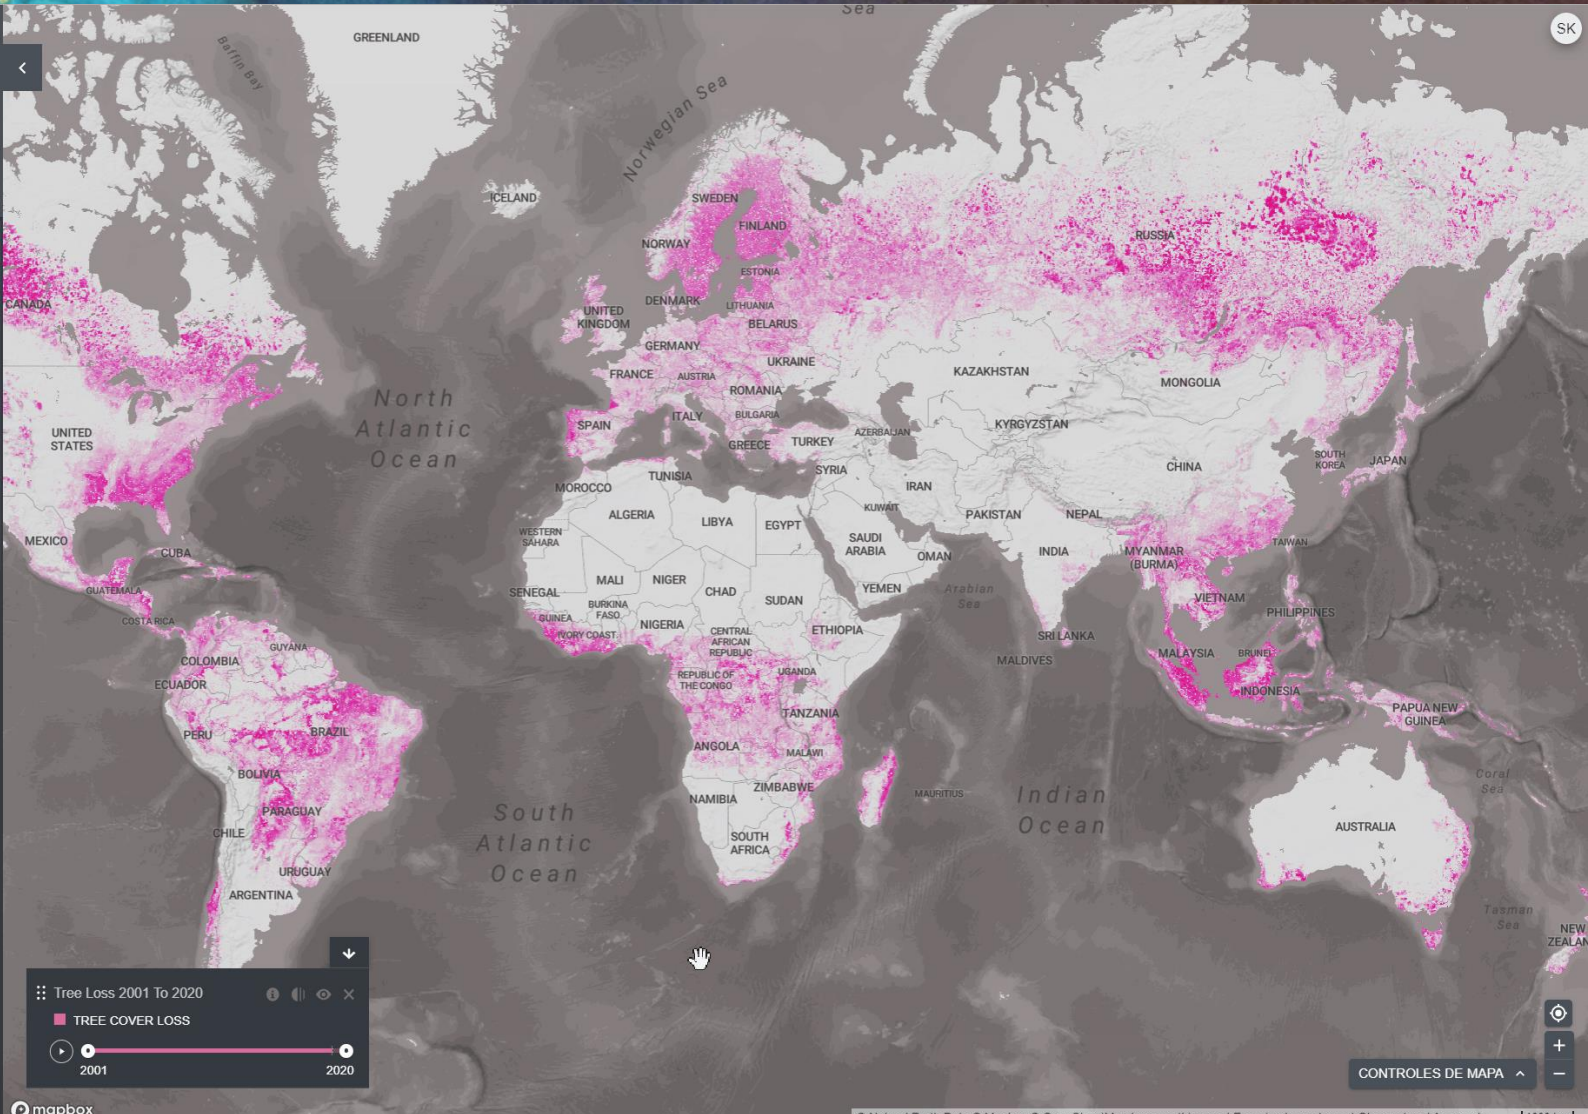 Sea
SK
GREENLAND
Baffin Bay
Norwegian Sea
ICELAND
SWEDEN
FINLAND
NORWAY
RUSSIA
ESTONIA
CANADA
DENMARK
LITHUANIA
UNITED
KINGDOM
BELARUS
GERMANY
UKRAINE
FRANCE
AUSTRIA
KAZAKHSTAN
MONGOLIA
ROMANIA
North
Atlantic
Ocean
ITALY
BULGARIA
SPAIN
KYRGYZSTAN
UNITED
STATES
GREECE
TURKEY
AZERBAIJAN
SOUTH
KOREA
JAPAN
CHINA
SYRIA
TUNISIA
MOROCCO
IRAN
ALGERIA
LIBYA
EGYPT
KUWAIT
PAKISTAN
NEPAL
WESTERN
SAHARA
SAUDI
ARABIA
MEXICO
CUBA
OMAN
INDIA
MYANMAR
(BURMA)
TAIWAN
GUATEMALA
SENEGAL
MALI
NIGER
CHAD
SUDAN
YEMEN
Arabian
Sea
VIETNAM
BURKINA
FASO
COSTA RICA
GUINEA
IVORY COAST
NIGERIA
CENTRAL
AFRICAN
REPUBLIC
ETHIOPIA
PHILIPPINES
SRI LANKA
GUYANA
COLOMBIA
MALDIVES
MALAYSIA
BRUNEI
ECUADOR
REPUBLIC OF
THE CONGO
UGANDA
INDONESIA
PERU
BRAZIL
TANZANIA
PAPUA NEW
GUINEA
ANGOLA
MALAWI
BOLIVIA
NAMIBIA
ZIMBABWE
MAURITIUS
Indian
Ocean
Coral
Sea
PARAGUAY
CHILE
South
Atlantic
Ocean
SOUTH
AFRICA
AUSTRALIA
URUGUAY
ARGENTINA
Tasman
Sea
NEW
ZEALAN
Tree Loss 2001 To 2020
TREE COVER LOSS
2001
2020
CONTROLES DE MAPA
mapbox